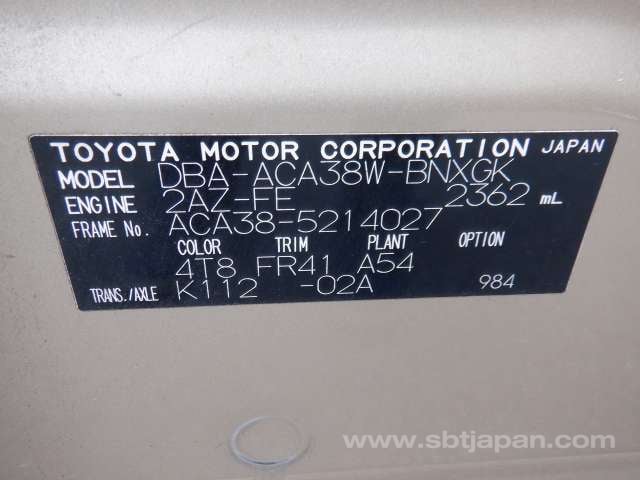 TOYOTA MOTOR CORPORATION JAPAN
MODEL DBA-ACA38W-BNXGK
ENGINE 2AZ-FE 2362 mL
FRAME No. ACA38-5214027
COLOR TRIM PLANT OPTION
4T8 FR41 A54
TRANS./AXLE K112 -02A 984
www.sbtjapan.com